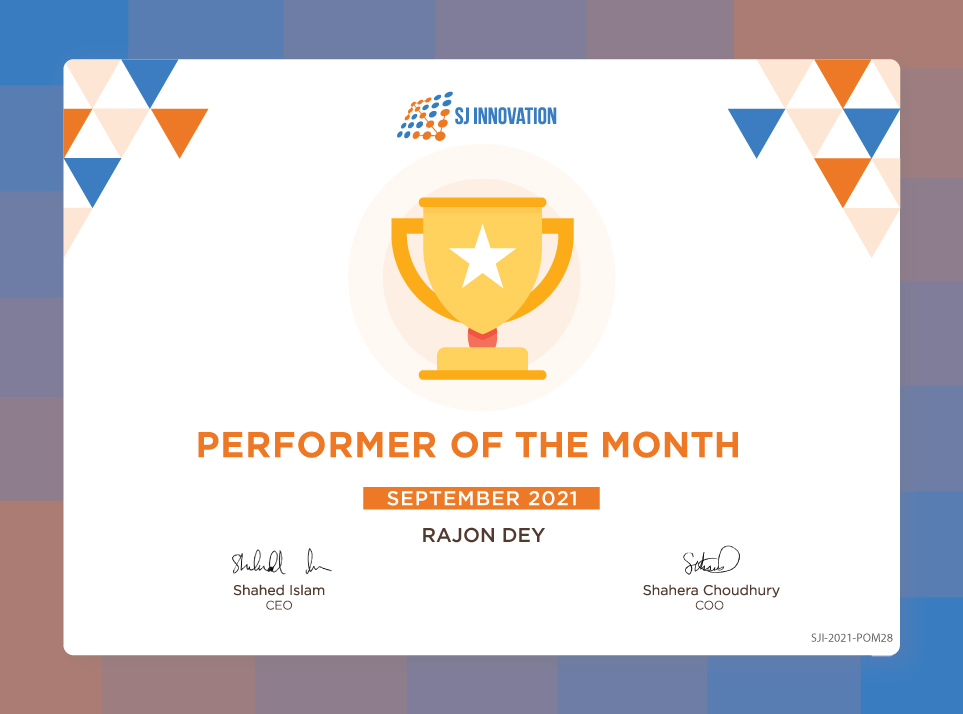 SJ INNOVATION
PERFORMER OF THE MONTH
SEPTEMBER 2021
RAJON DEY
Shahed Islam
CEO
Shahera Choudhury
COO
SJI-2021-POM28